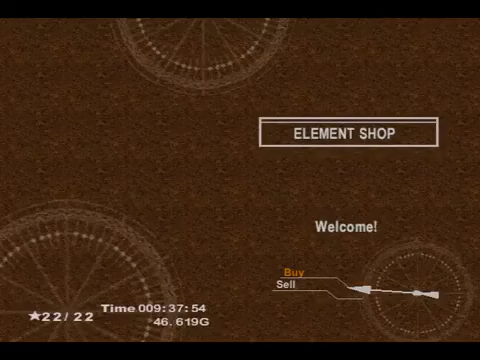 ELEMENT SHOP
Welcome!
Buy
Sell
★22/ 22
Time 009:37:54
46. 619G